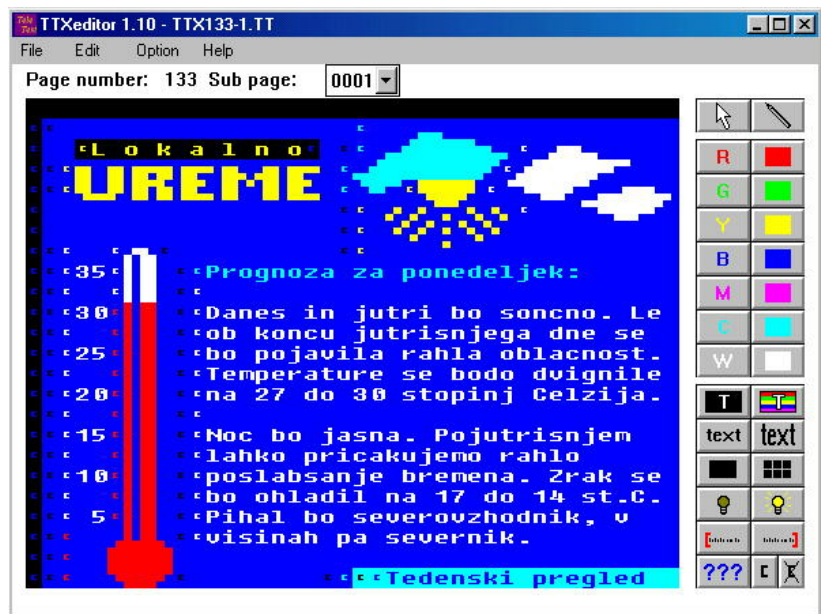 Tele
Text
TTXeditor 1.10 - TTX133-1.TT
File Edit Option Help
Page number: 133 Sub page: 0001
Lokalno
VREME
35 Prognoza za ponedeljek:
30 Danes in jutri bo soncno. Le
ob koncu jutrisnjega dne se
25 bo pojavila rahla oblacnost.
Temperature se bodo dvignile
20 na 27 do 30 stopinj Celzija.
15 Noc bo jasna. Pojutrisnjem
lahko pricakujemo rahlo
10 poslabsanje bremena. Zrak se
bo ohladil na 17 do 14 st.C.
5 Pihal bo severovzhodnik, v
visinah pa severnik.
Tedenski pregled
R
G
Y
B
M
C
W
T T
text text
??? C E